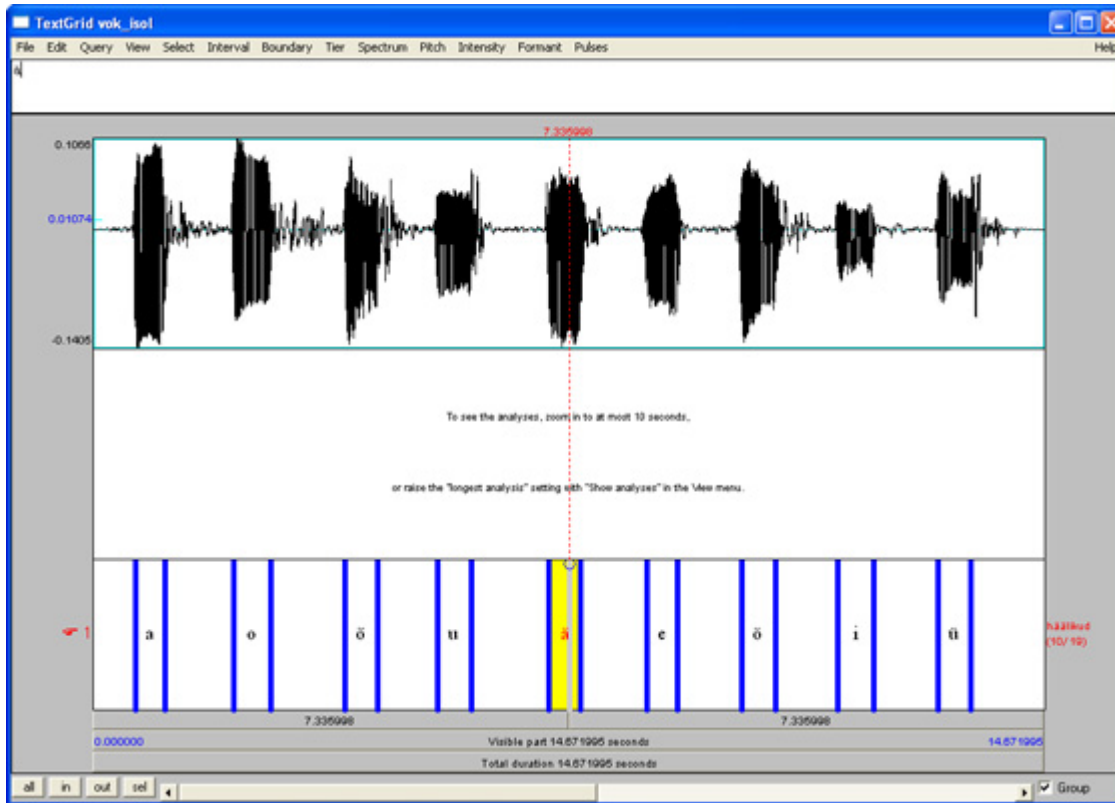 TextGrid vok_isol
File Edit Query View Select Interval Boundary Tier Spectrum Pitch Intensity Formant Pulses Help
ä
7.335998
0.1066
0.01074
-0.1405
To see the analyses, zoom in to at most 10 seconds,
or raise the "longest analysis" setting with "Show analyses" in the View menu.
1 a o õ u ä e ö i ü häälikud
(10/19)
7.335998 7.335998
0.000000 Visible part 14.671995 seconds 14.671995
Total duration 14.671995 seconds
all in out sel Group